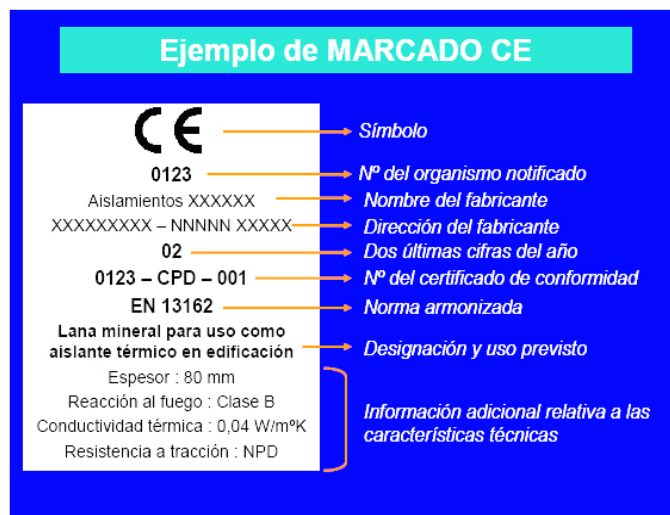 Ejemplo de MARCADO CE
CE
Símbolo
0123
Nº del organismo notificado
Aislamientos XXXXXX
Nombre del fabricante
XXXXXXXXX – NNNNN XXXXX
Dirección del fabricante
02
Dos últimas cifras del año
0123 – CPD – 001
Nº del certificado de conformidad
EN 13162
Norma armonizada
Lana mineral para uso como
aislante térmico en edificación
Designación y uso previsto
Espesor : 80 mm
Reacción al fuego : Clase B
Conductividad térmica : 0,04 W/mºK
Resistencia a tracción : NPD
Información adicional relativa a las
características técnicas